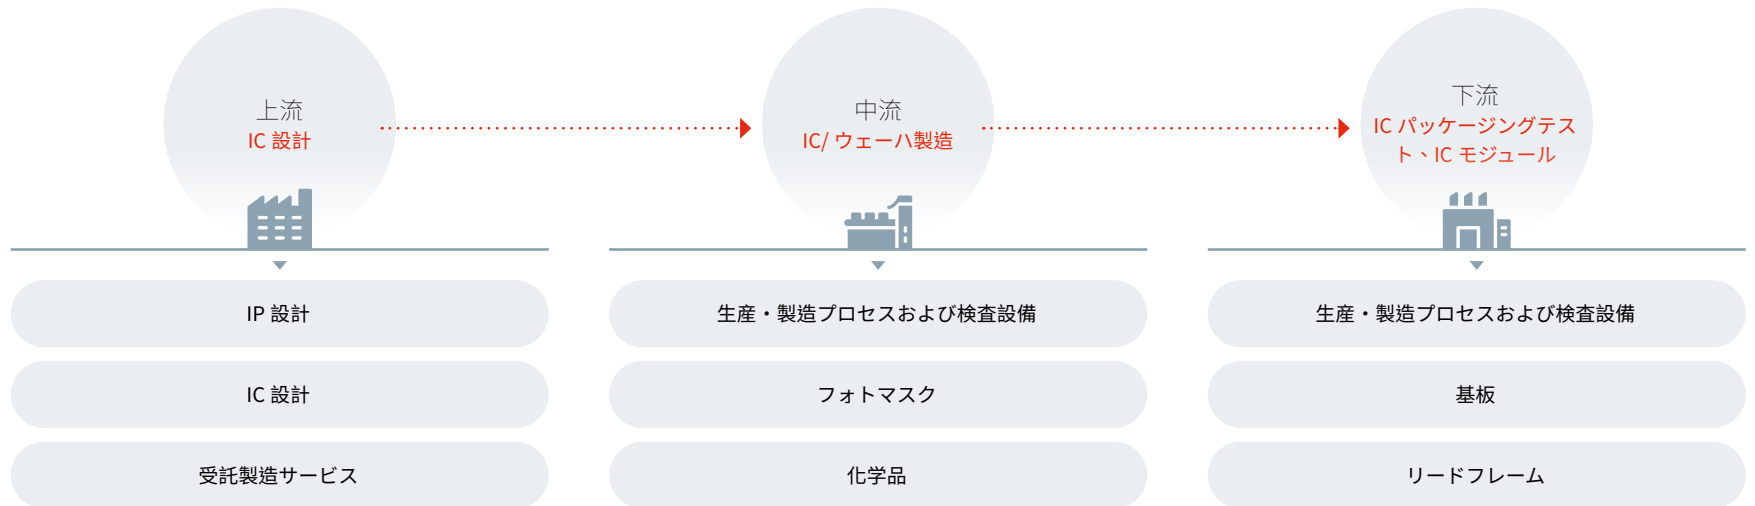 上流
IC 設計
中流
IC/ ウェーハ製造
下流
IC パッケージングテス
ト、IC モジュール
IP 設計
生産・製造プロセスおよび検査設備
生産・製造プロセスおよび検査設備
IC 設計
フォトマスク
基板
受託製造サービス
化学品
リードフレーム